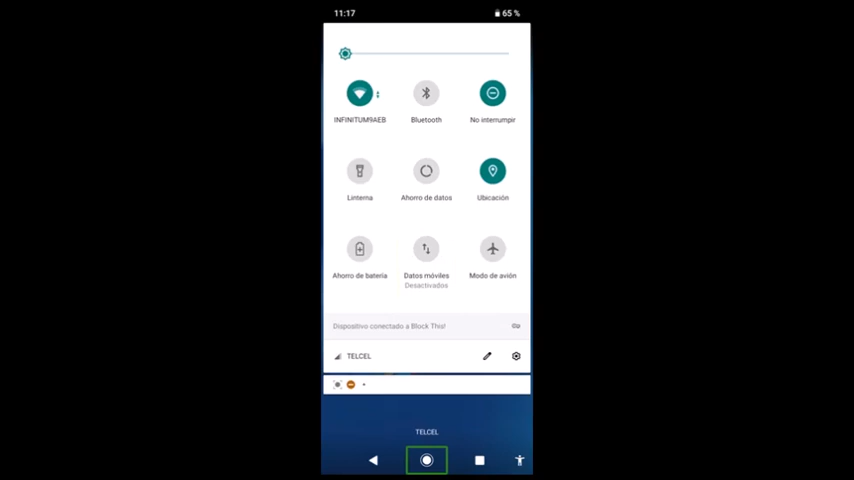 11:17 65 %
INFINITUM9AEB Bluetooth No interrumpir
Linterna Ahorro de datos Ubicación
Ahorro de batería Datos móviles Modo de avión
Desactivados
Dispositivo conectado a Block This!
TELCEL
TELCEL